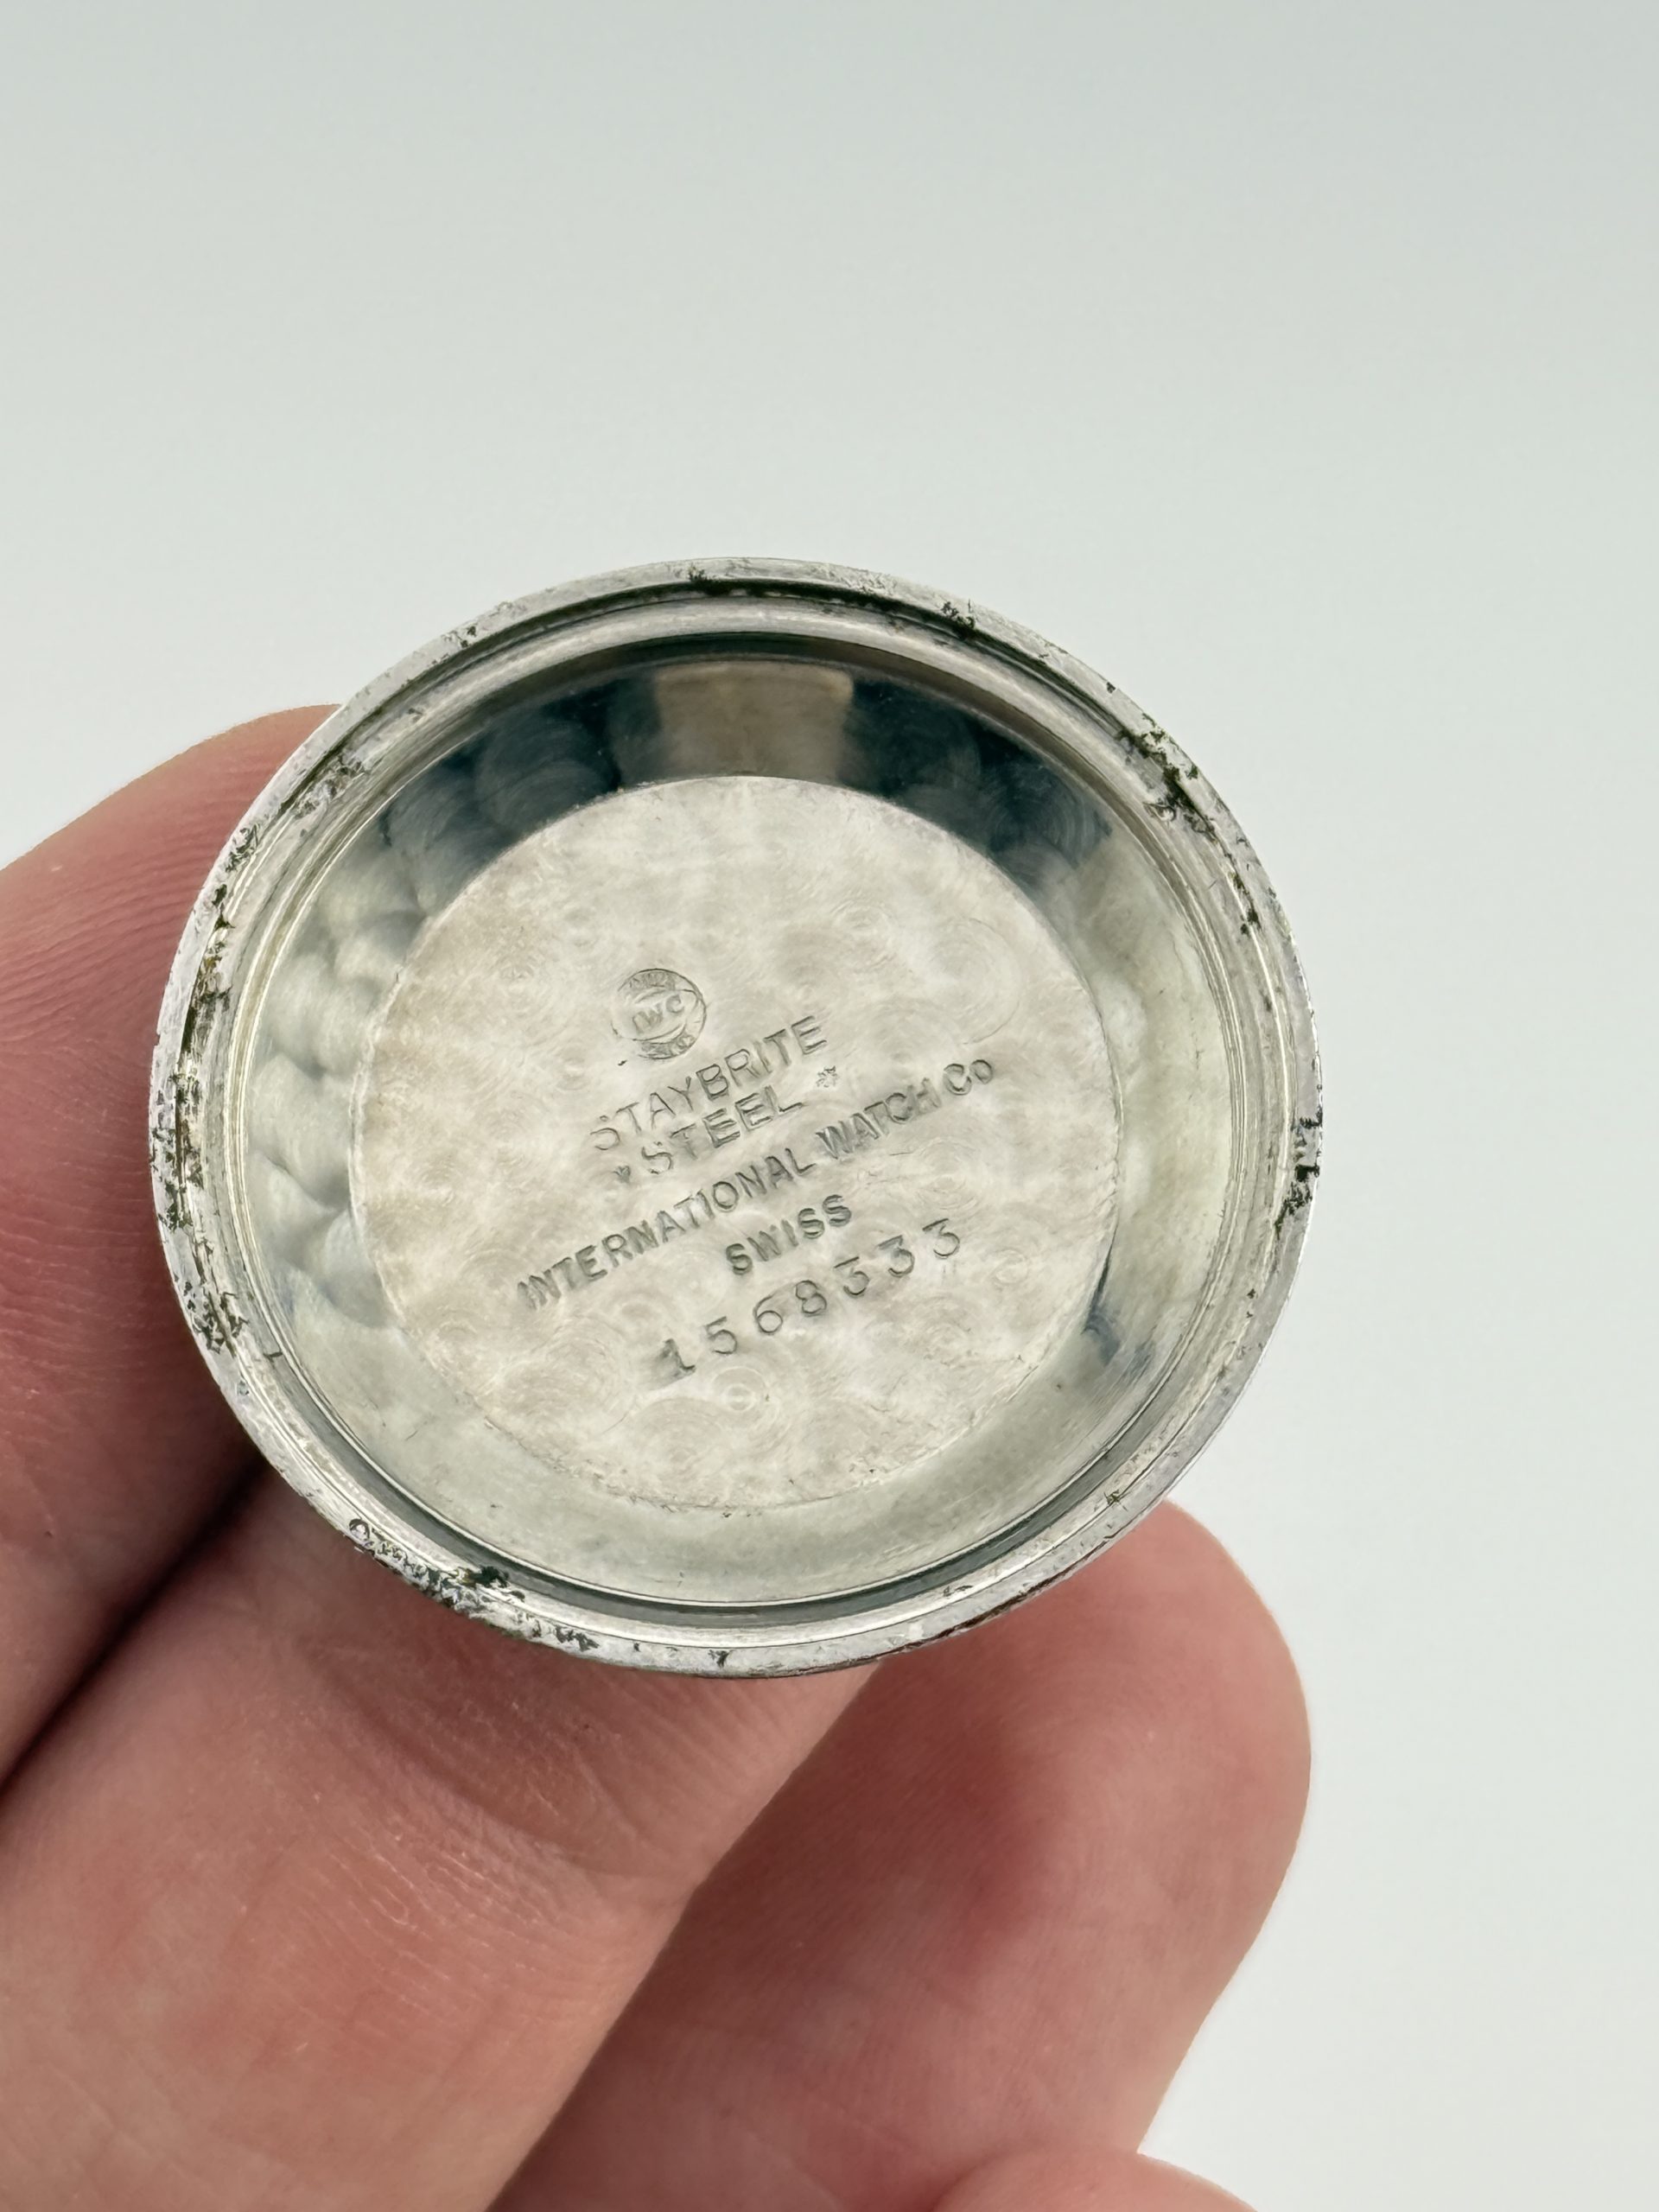 IWC
STAYBRITE
*STEEL*
INTERNATIONAL WATCH Co
SWISS
1568333